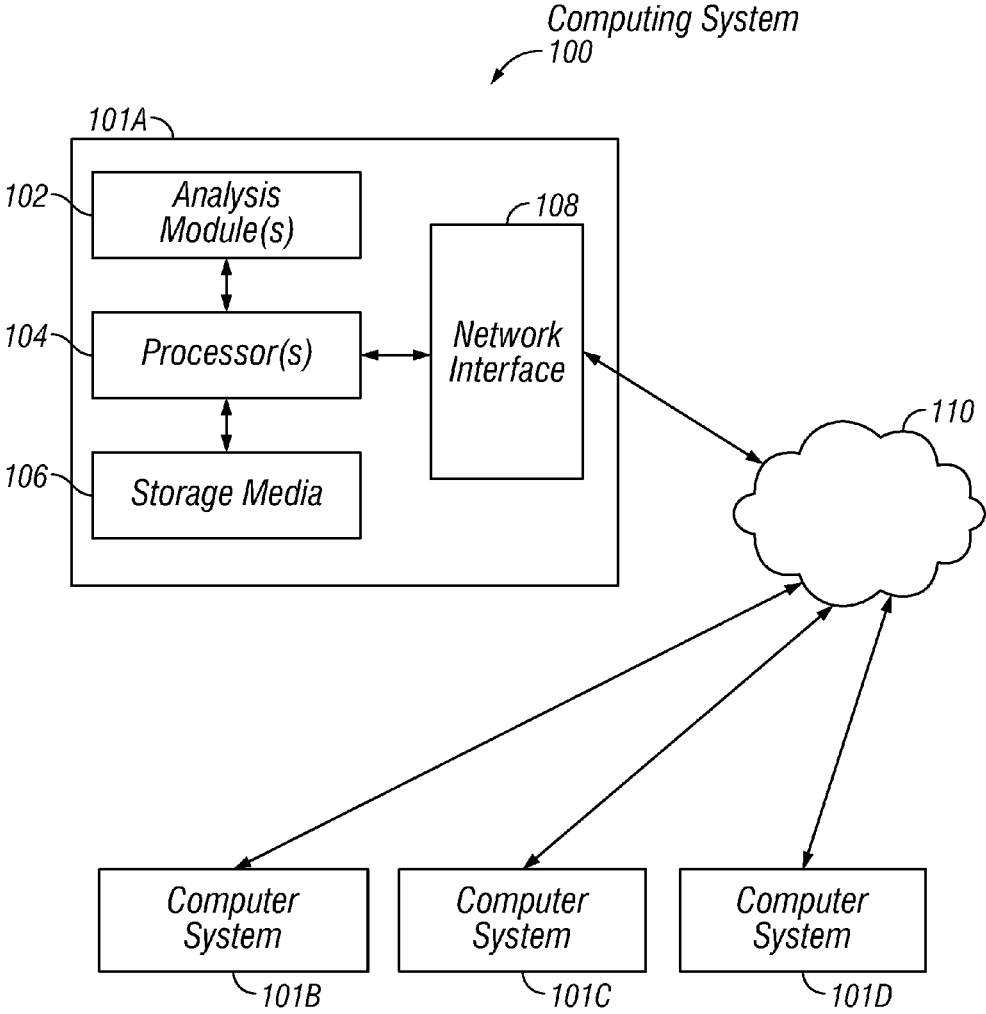 Computing System
100
101A
102
Analysis
Module(s)
108
104
Processor(s)
Network
Interface
106
Storage Media
110
Computer
System
101B
Computer
System
101C
Computer
System
101D